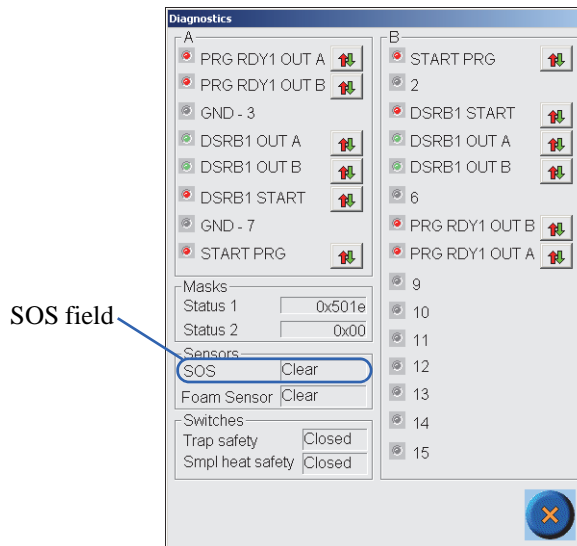 Diagnostics
A
PRG RDY1 OUT A
PRG RDY1 OUT B
GND - 3
DSRB1 OUT A
DSRB1 OUT B
DSRB1 START
GND - 7
START PRG
Masks
Status 1 0x501e
Status 2 0x00
Sensors
SOS Clear
Foam Sensor Clear
Switches
Trap safety Closed
Smpl heat safety Closed
B
START PRG
2
DSRB1 START
DSRB1 OUT A
DSRB1 OUT B
6
PRG RDY1 OUT B
PRG RDY1 OUT A
9
10
11
12
13
14
15
SOS field